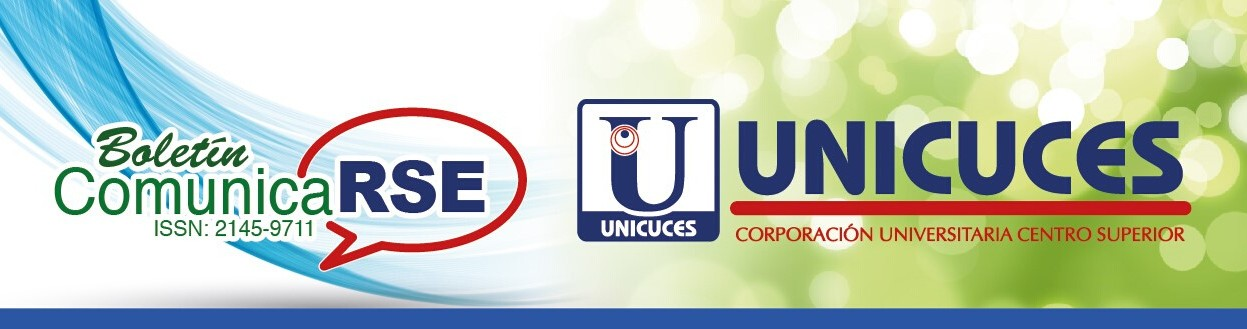 Boletín
ComunicaRSE
ISSN: 2145-9711
U
UNICUCES
UNICUCES
CORPORACIÓN UNIVERSITARIA CENTRO SUPERIOR